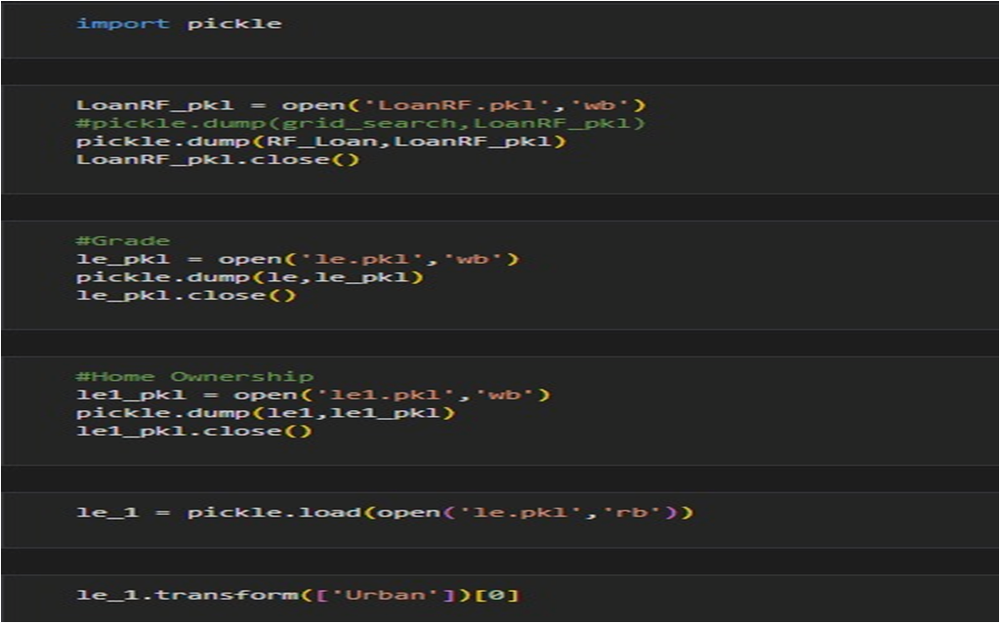 import pickle
LoanRF_pkl = open('LoanRF.pkl','wb')
#pickle.dump(grid_search,LoanRF_pkl)
pickle.dump(RF_Loan,LoanRF_pkl)
LoanRF_pkl.close()
#Grade
le_pkl = open('le.pkl','wb')
pickle.dump(le,le_pkl)
le_pkl.close()
#Home Ownership
le1_pkl = open('le1.pkl','wb')
pickle.dump(le1,le1_pkl)
le1_pkl.close()
le_1 = pickle.load(open('le.pkl','rb'))
le_1.transform(['Urban'])[0]